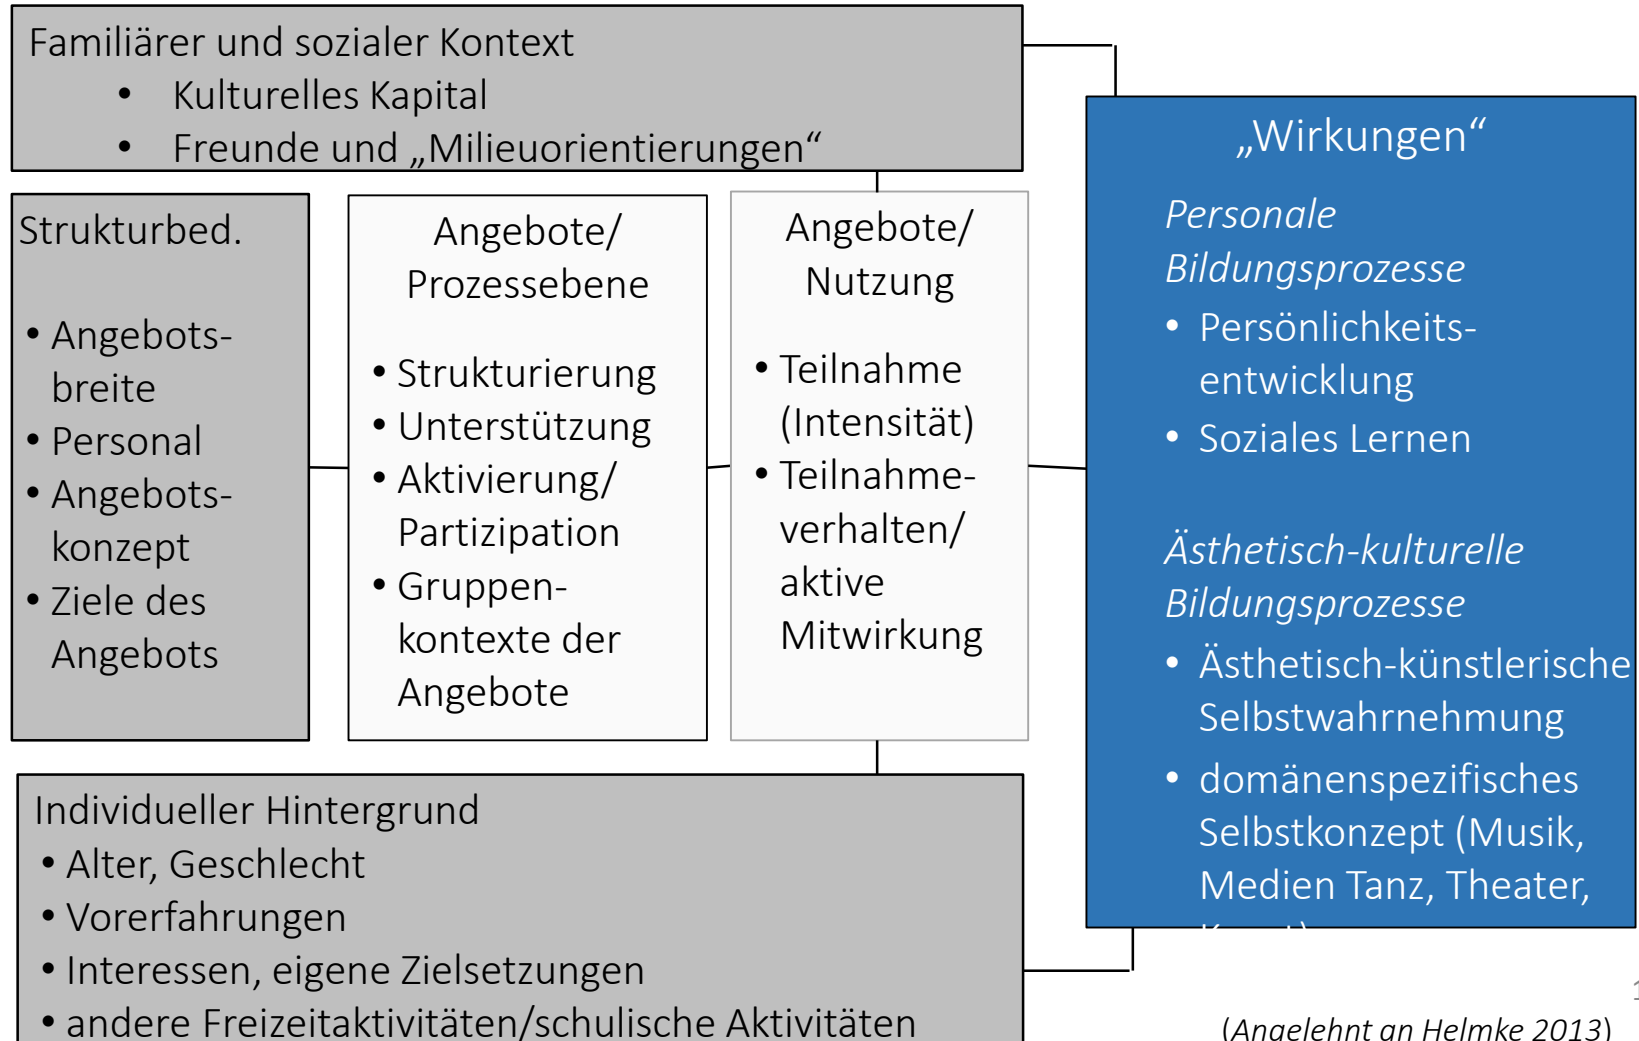 Familiärer und sozialer Kontext
• Kulturelles Kapital
• Freunde und „Milieuorientierungen“
Strukturbed.
• Angebots-
breite
• Personal
• Angebots-
konzept
• Ziele des
Angebots
Angebote/
Prozessebene
• Strukturierung
• Unterstützung
• Aktivierung/
Partizipation
• Gruppen-
kontexte der
Angebote
Angebote/
Nutzung
• Teilnahme
(Intensität)
• Teilnahme-
verhalten/
aktive
Mitwirkung
„Wirkungen“
Personale
Bildungsprozesse
• Persönlichkeits-
entwicklung
• Soziales Lernen
Ästhetisch-kulturelle
Bildungsprozesse
• Ästhetisch-künstlerische
Selbstwahrnehmung
• domänenspezifisches
Selbstkonzept (Musik,
Medien Tanz, Theater,
Individueller Hintergrund
• Alter, Geschlecht
• Vorerfahrungen
• Interessen, eigene Zielsetzungen
• andere Freizeitaktivitäten/schulische Aktivitäten
(Angelehnt an Helmke 2013)